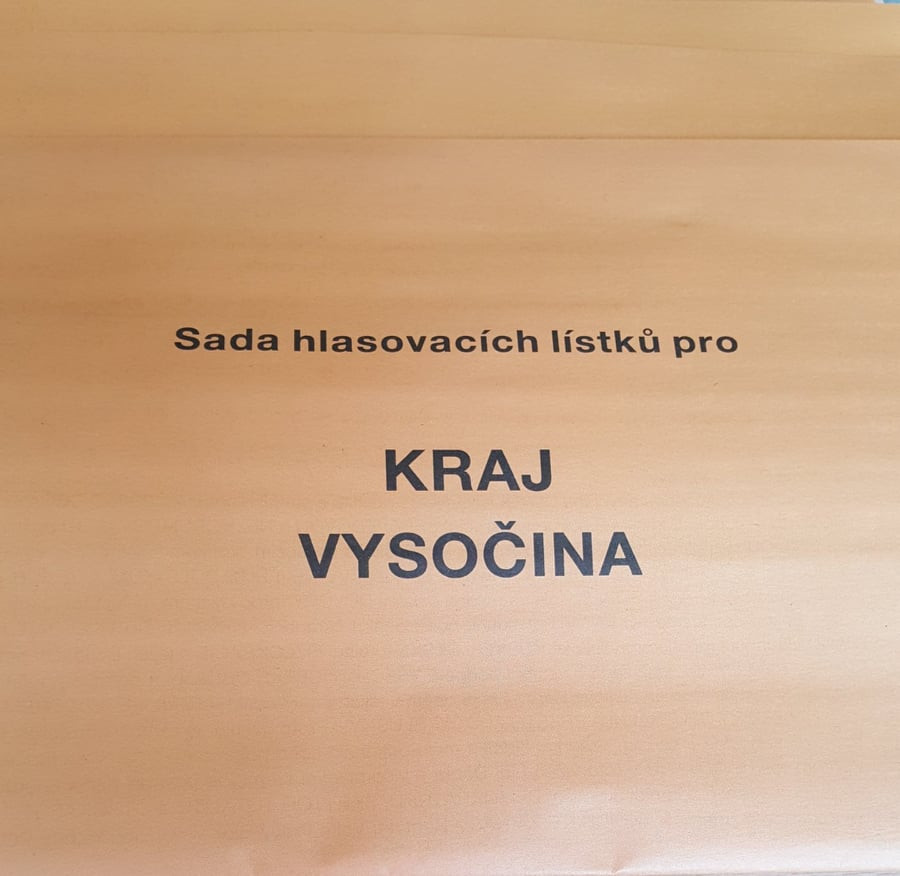 Sada hlasovacích lístků pro
KRAJ
VYSOČINA